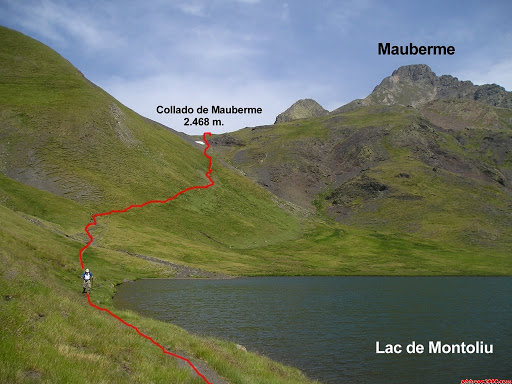 Mauberme
Collado de Mauberme
2.468 m.
Lac de Montoliu